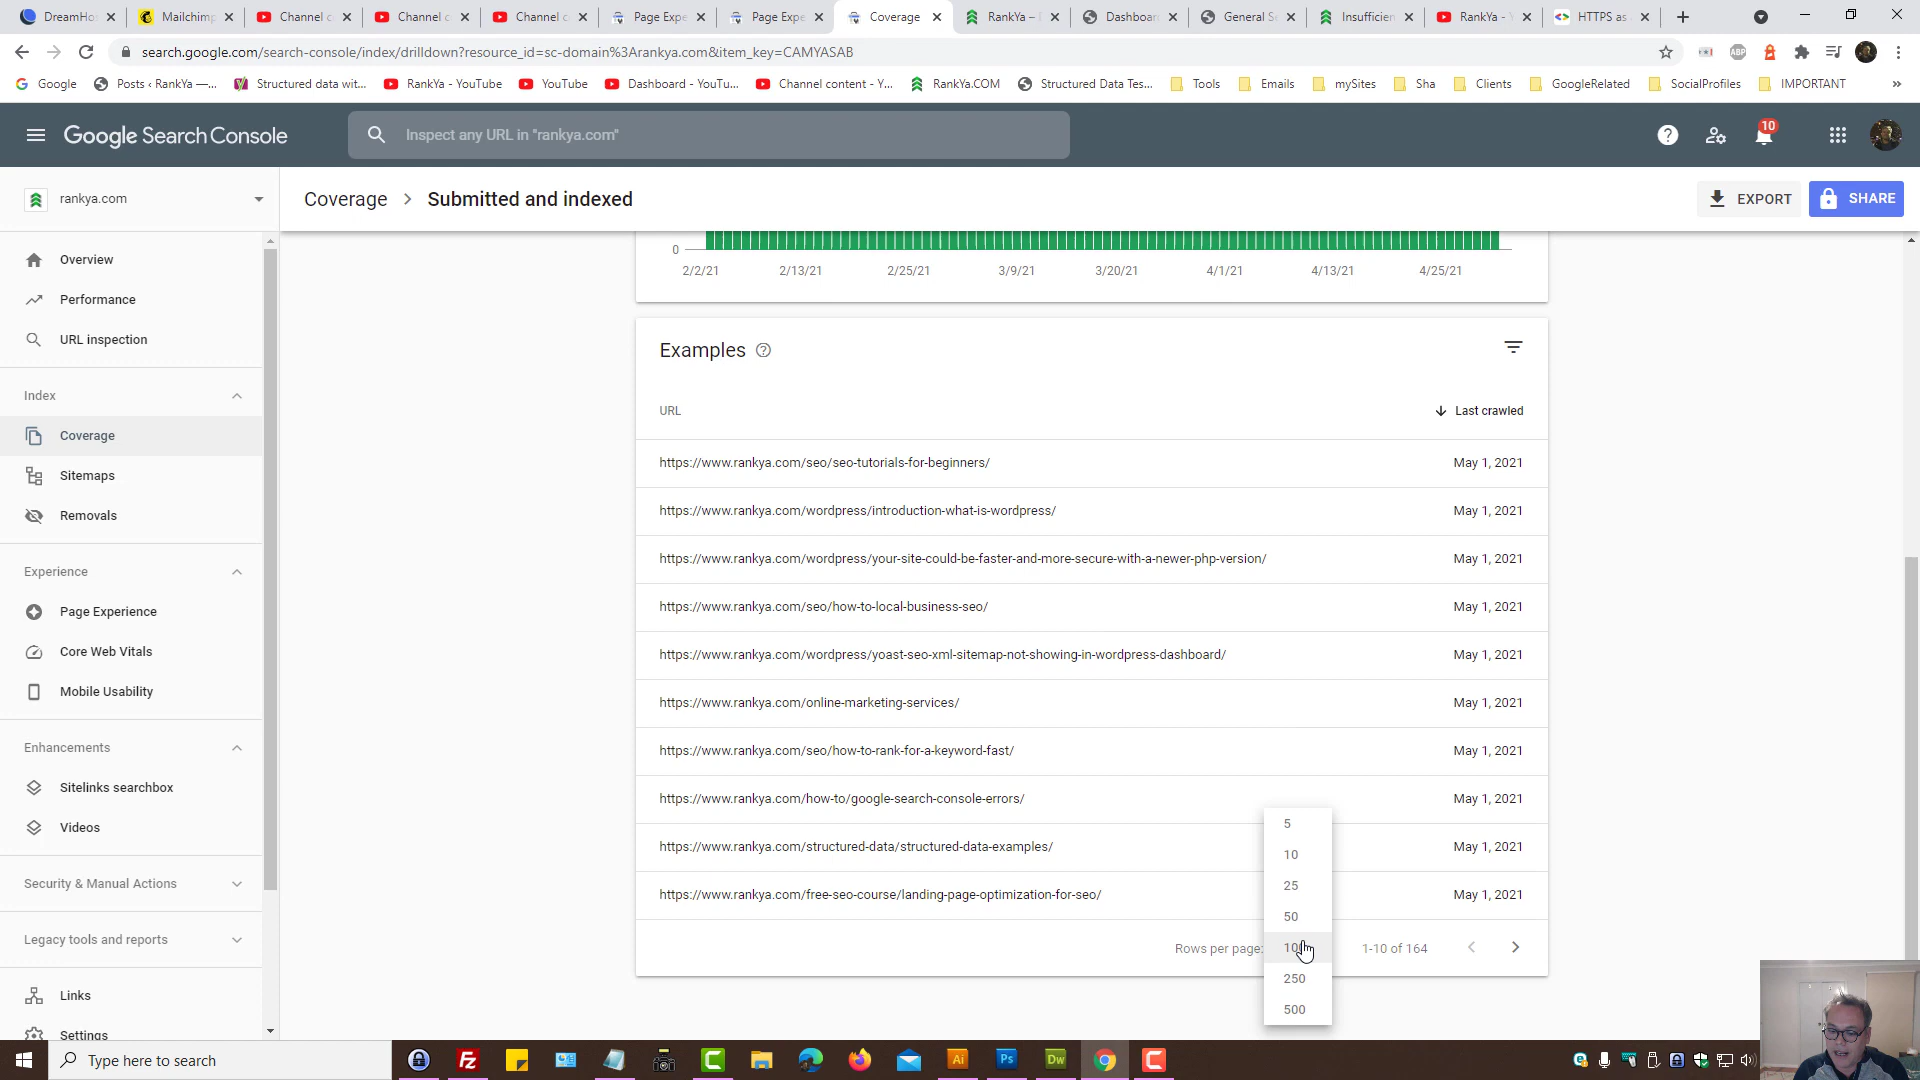 DreamHo
Mailchim
Channel c
Channel c
Channel c
Page Expe
Page Expe
Coverage
RankYa –
Dashboar
General Se
Insufficien
RankYa -
HTTPS as
search.google.com/search-console/index/drilldown?resource_id=sc-domain%3Arankya.com&item_key=CAMYASAB
ABP
Google
Posts ‹ RankYa —...
Structured data wit...
RankYa - YouTube
YouTube
Dashboard - YouTu...
Channel content - Y...
RankYa.COM
Structured Data Tes...
Tools
Emails
mySites
Sha
Clients
GoogleRelated
SocialProfiles
IMPORTANT
»
Google Search Console
Inspect any URL in "rankya.com"
10
rankya.com
Coverage > Submitted and indexed
EXPORT
SHARE
Overview
Performance
URL inspection
Index
Coverage
Sitemaps
Removals
Experience
Page Experience
Core Web Vitals
Mobile Usability
Enhancements
Sitelinks searchbox
Videos
Security & Manual Actions
Legacy tools and reports
Links
Settings
0
2/2/21 2/13/21 2/25/21 3/9/21 3/20/21 4/1/21 4/13/21 4/25/21
Examples
URL Last crawled
https://www.rankya.com/seo/seo-tutorials-for-beginners/ May 1, 2021
https://www.rankya.com/wordpress/introduction-what-is-wordpress/ May 1, 2021
https://www.rankya.com/wordpress/your-site-could-be-faster-and-more-secure-with-a-newer-php-version/ May 1, 2021
https://www.rankya.com/seo/how-to-local-business-seo/ May 1, 2021
https://www.rankya.com/wordpress/yoast-seo-xml-sitemap-not-showing-in-wordpress-dashboard/ May 1, 2021
https://www.rankya.com/online-marketing-services/ May 1, 2021
https://www.rankya.com/seo/how-to-rank-for-a-keyword-fast/ May 1, 2021
https://www.rankya.com/how-to/google-search-console-errors/ May 1, 2021
https://www.rankya.com/structured-data/structured-data-examples/ May 1, 2021
https://www.rankya.com/free-seo-course/landing-page-optimization-for-seo/ May 1, 2021
5
10
25
50
100
250
500
Rows per page:
1-10 of 164
Type here to search
Fz
Ai
Ps
Dw